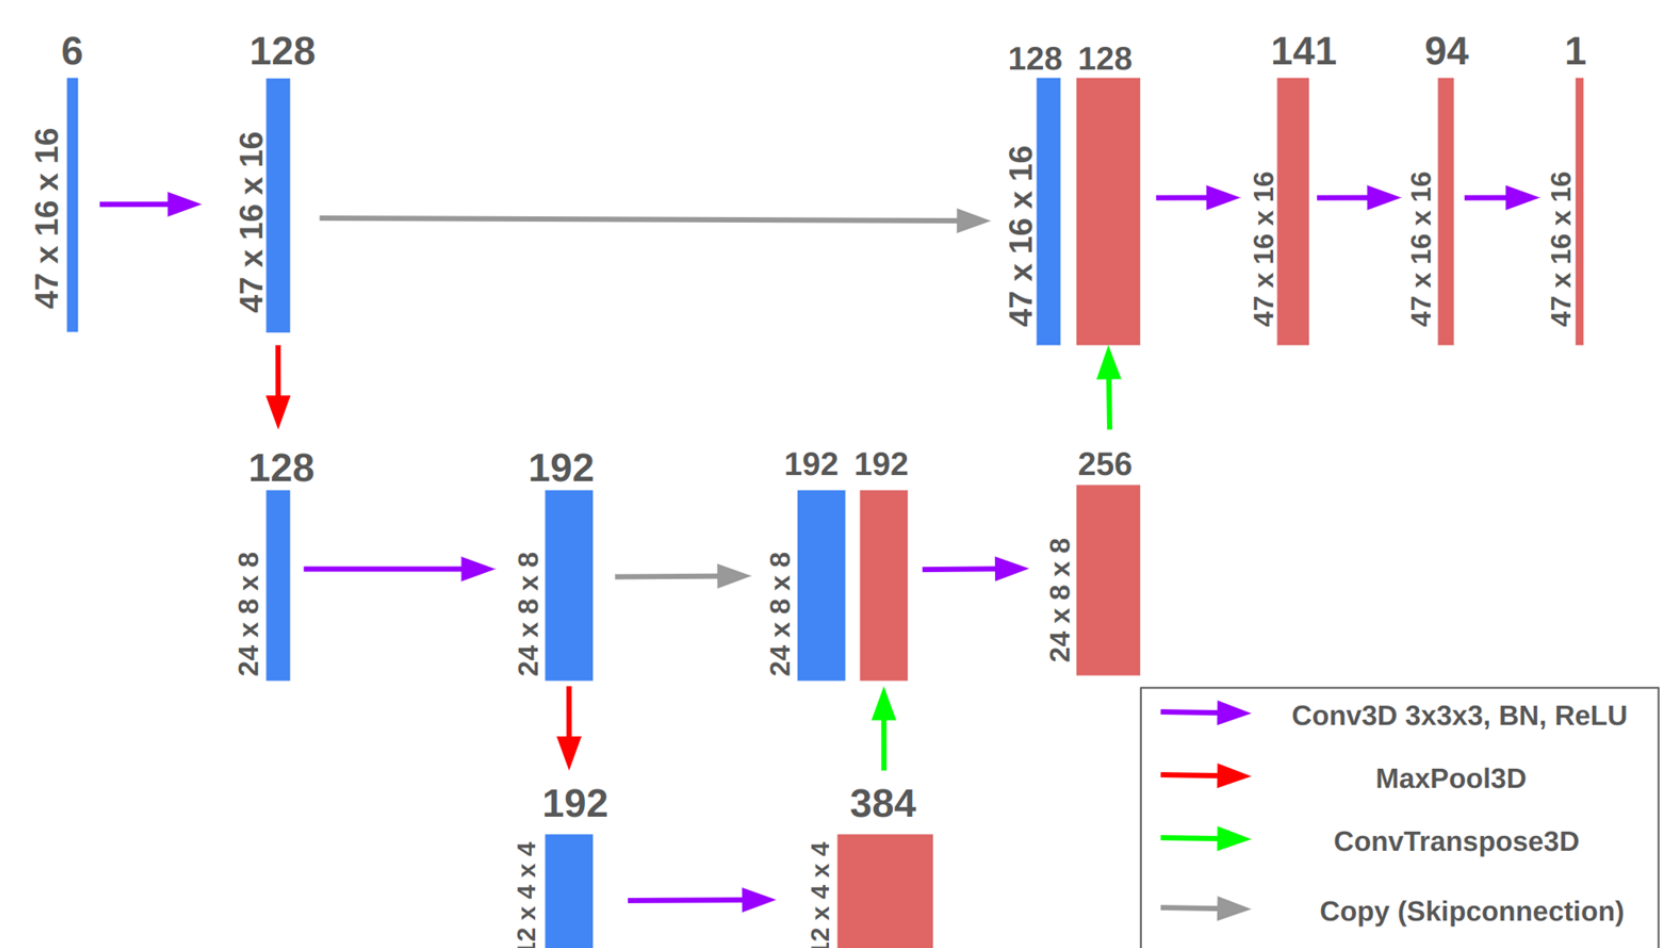 6
128
128 128
141
94
1
47 x 16 x 16
47 x 16 x 16
47 x 16 x 16
47 x 16 x 16
47 x 16 x 16
47 x 16 x 16
128
192
192 192
256
24 x 8 x 8
24 x 8 x 8
24 x 8 x 8
24 x 8 x 8
192
384
12 x 4 x 4
12 x 4 x 4
Conv3D 3x3x3, BN, ReLU
MaxPool3D
ConvTranspose3D
Copy (Skipconnection)